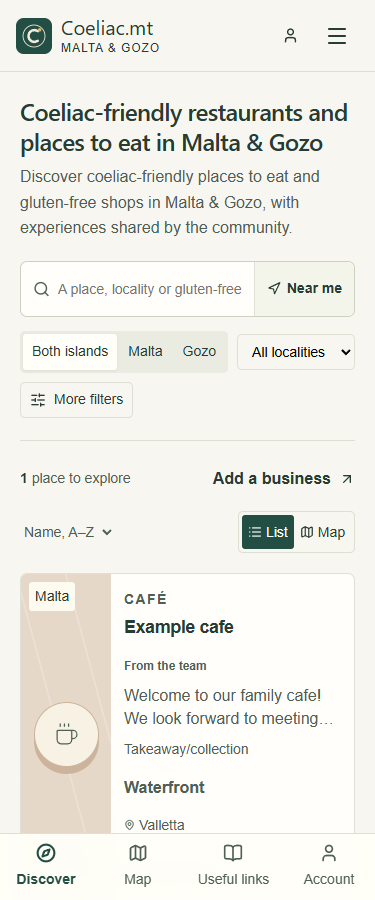 Coeliac.mt
MALTA & GOZO
Coeliac-friendly restaurants and
places to eat in Malta & Gozo
Discover coeliac-friendly places to eat and
gluten-free shops in Malta & Gozo, with
experiences shared by the community.
A place, locality or gluten-free
Near me
Both islands
Malta
Gozo
All localities
More filters
1 place to explore
Add a business
Name, A–Z
List
Map
Malta
CAFÉ
Example cafe
From the team
Welcome to our family cafe!
We look forward to meeting…
Takeaway/collection
Waterfront
Valletta
Discover
Map
Useful links
Account